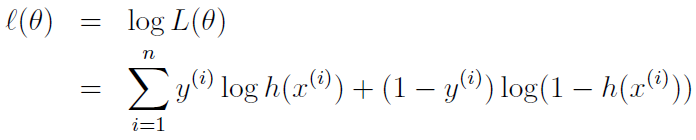 ℓ(θ) = log L(θ)
= ∑_{i=1}^{n} y^{(i)} log h(x^{(i)}) + (1 − y^{(i)}) log(1 − h(x^{(i)}))